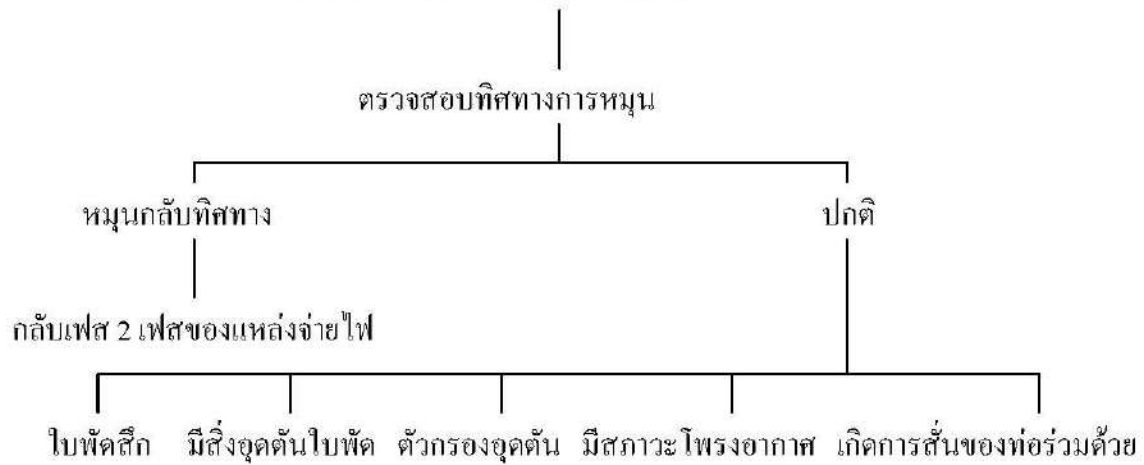 ตรวจสอบทิศทางการหมุน
หมุนกลับทิศทาง ปกติ
กลับเฟส 2 เฟสของแหล่งจ่ายไฟ
ใบพัดสึก มีสิ่งอุดตันใบพัด ตัวกรองอุดตัน มีสภาวะโพรงอากาศ เกิดการสั่นของท่อร่วมด้วย